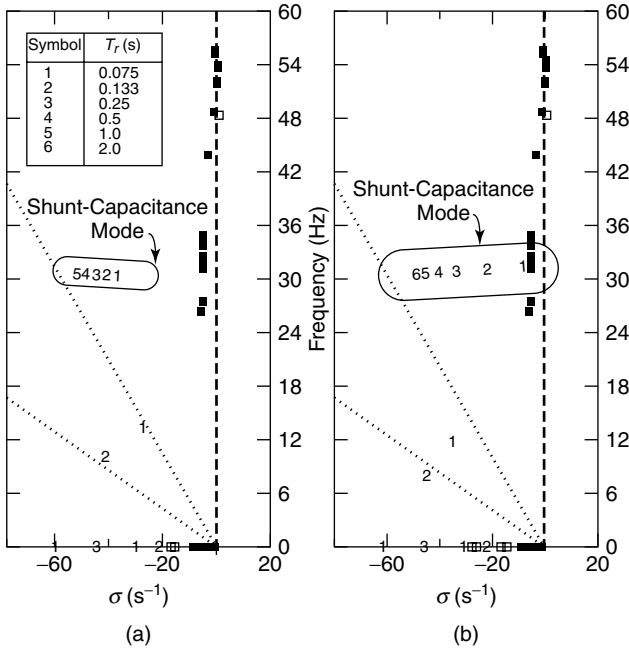 Symbol T_r (s)
1 0.075
2 0.133
3 0.25
4 0.5
5 1.0
6 2.0
Shunt-Capacitance
Mode
54321
1
2
1 3 1 2
60
54
48
42
36
30
24
18
12
6
0
−60 −20 20
σ (s⁻¹)
(a)
Frequency (Hz)
Shunt-Capacitance
Mode
65 4 3 2 1
1
2
1 3 1 2
60
54
48
42
36
30
24
18
12
6
0
−60 −20 20
σ (s⁻¹)
(b)